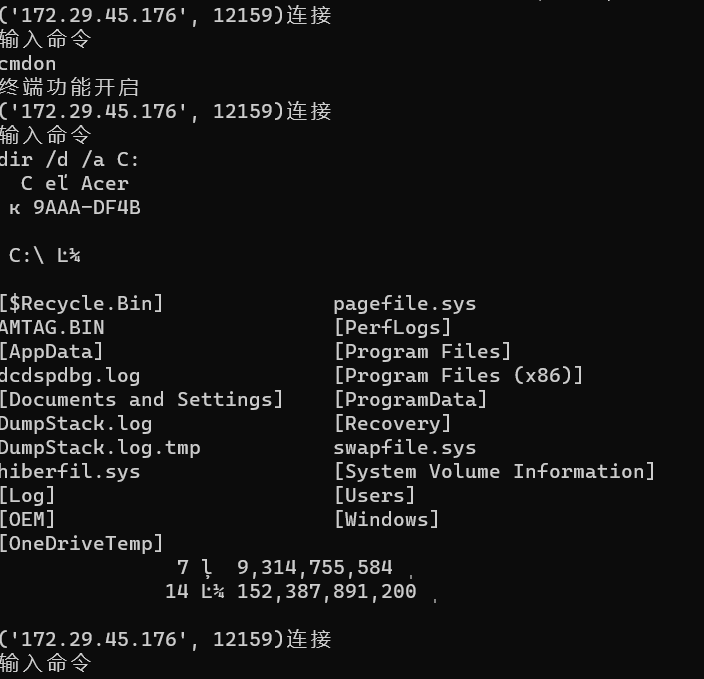 ('172.29.45.176', 12159)连接
输入命令
cmdon
终端功能开启
('172.29.45.176', 12159)连接
输入命令
dir /d /a C:
C eľ Acer
к 9AAA-DF4B
C:\ Ŀ¼
[$Recycle.Bin] pagefile.sys
AMTAG.BIN [PerfLogs]
[AppData] [Program Files]
dcdspdbg.log [Program Files (x86)]
[Documents and Settings] [ProgramData]
DumpStack.log [Recovery]
DumpStack.log.tmp swapfile.sys
hiberfil.sys [System Volume Information]
[Log] [Users]
[OEM] [Windows]
[OneDriveTemp]
7 ļ 9,314,755,584
14 Ŀ¼ 152,387,891,200
('172.29.45.176', 12159)连接
输入命令